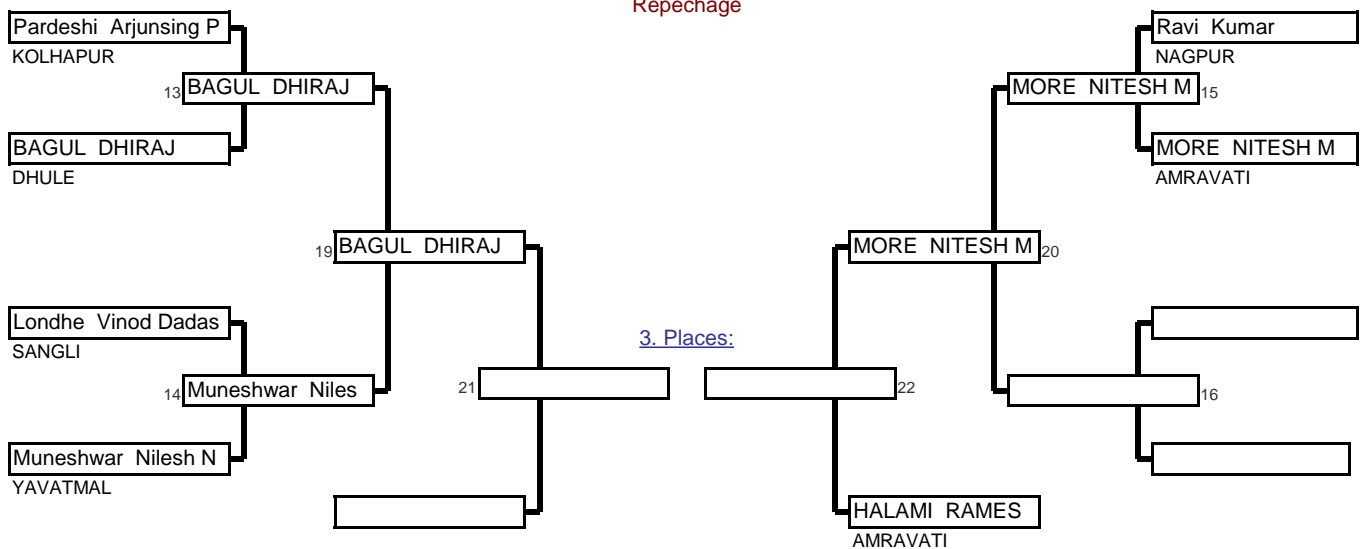 Repechage
Pardeshi Arjunsing P
KOLHAPUR
13
BAGUL DHIRAJ
BAGUL DHIRAJ
DHULE
19
BAGUL DHIRAJ
Londhe Vinod Dadas
SANGLI
14
Muneshwar Niles
Muneshwar Nilesh N
YAVATMAL
3. Places:
21
22
Ravi Kumar
NAGPUR
MORE NITESH M
15
MORE NITESH M
AMRAVATI
MORE NITESH M
20
16
HALAMI RAMES
AMRAVATI